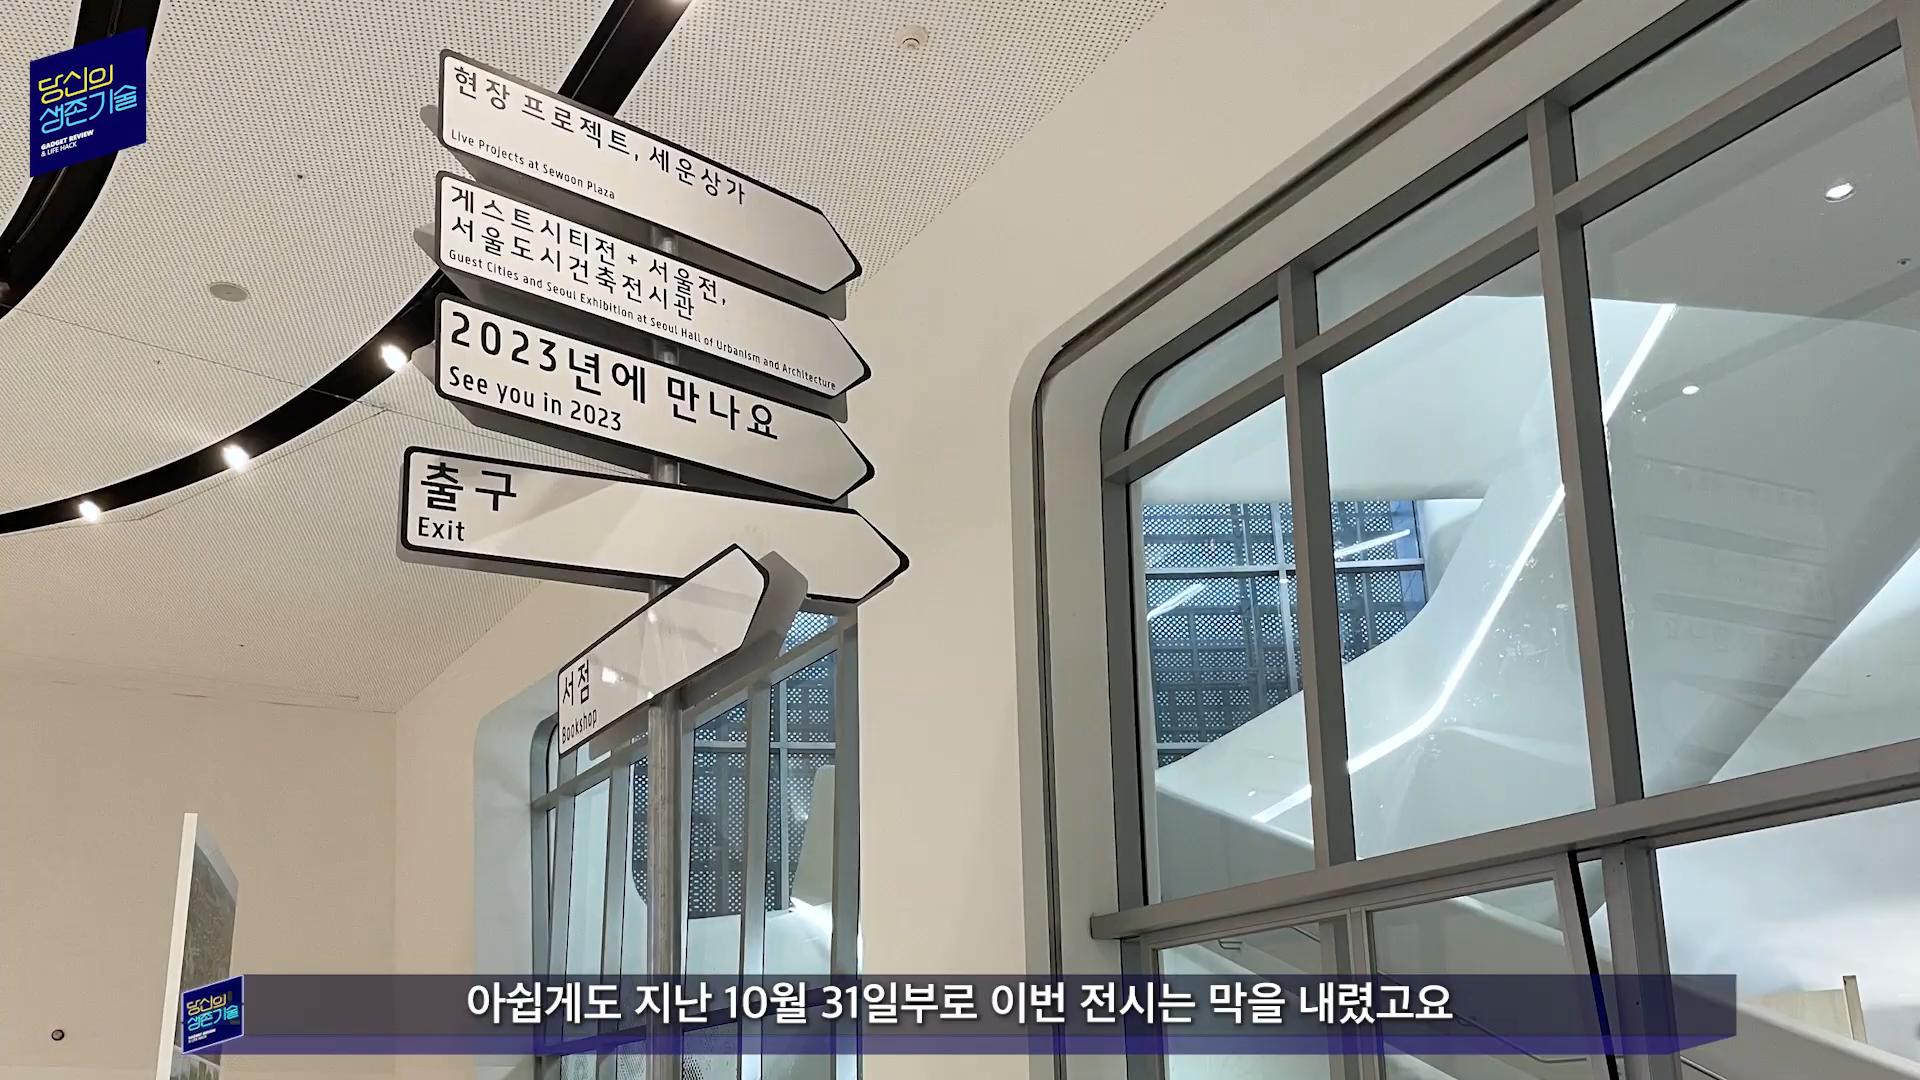 당신의
생존기술
GADGET REVIEW
& LIFE HACK
현장 프로젝트, 세운상가
Live Projects at Sewoon Plaza
게스트시티전 + 서울전,
서울도시건축전시관
Guest Cities and Seoul Exhibition at Seoul Hall of Urbanism and Architecture
2023년에 만나요
See you in 2023
출구
Exit
서점
Bookshop
당신의
생존기술
GADGET REVIEW
& LIFE HACK
아쉽게도 지난 10월 31일부로 이번 전시는 막을 내렸고요